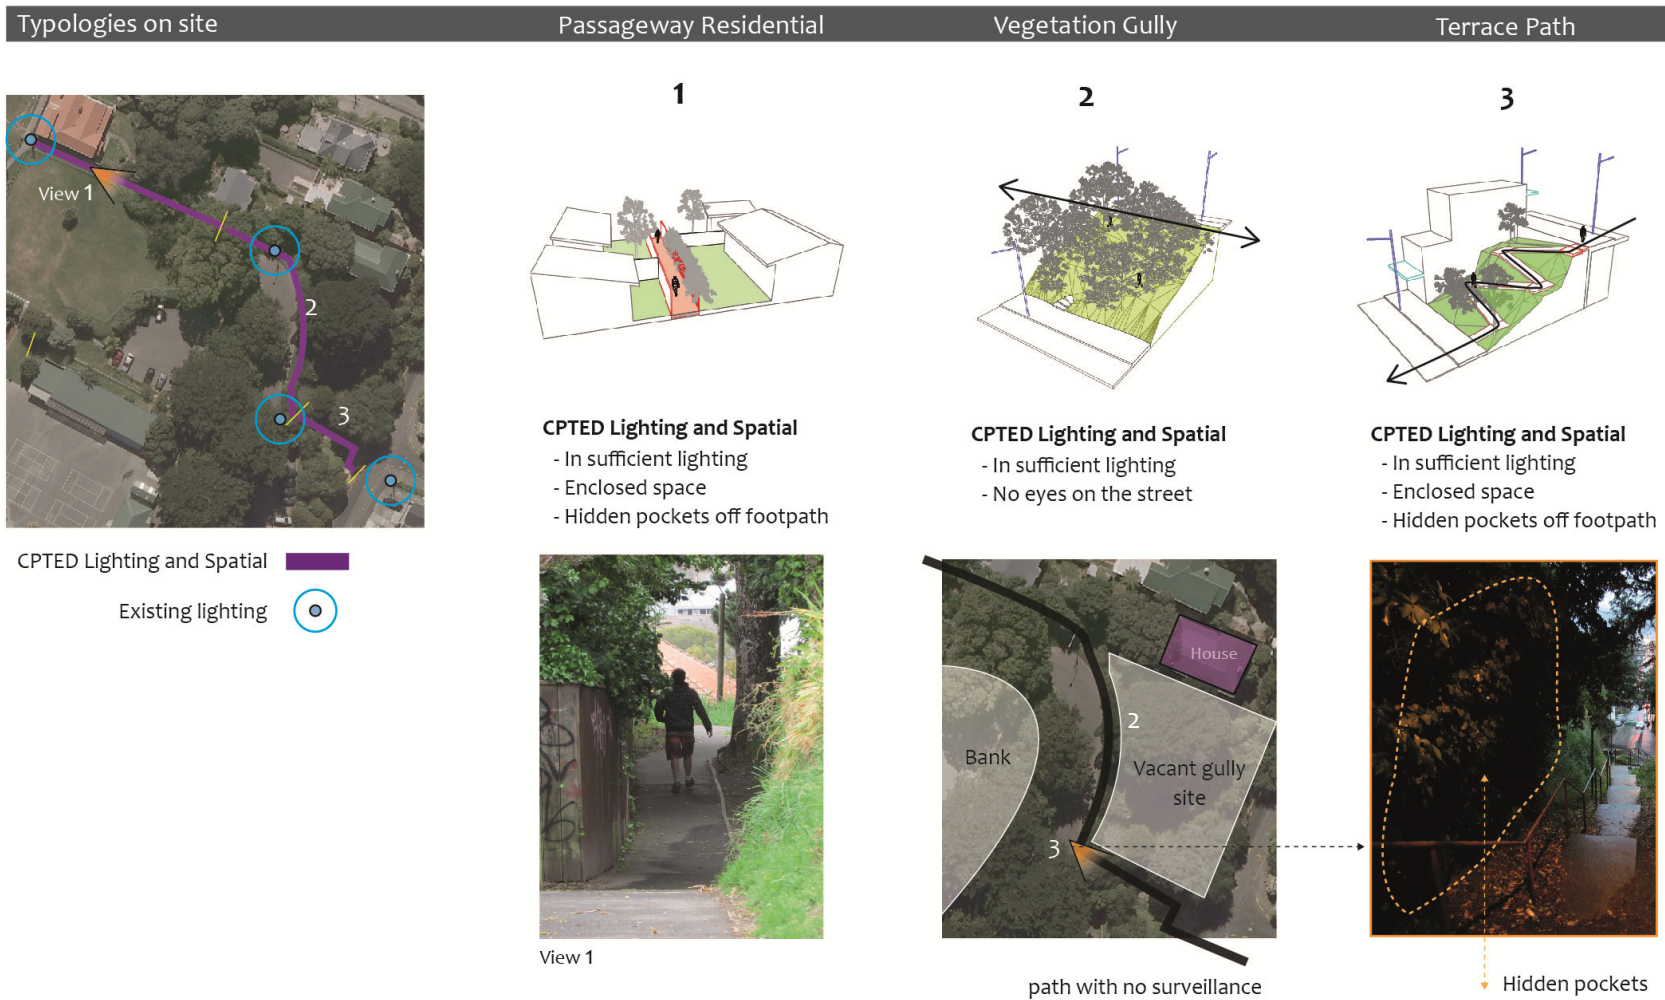 Typologies on site
Passageway Residential
Vegetation Gully
Terrace Path
View 1
2
3
CPTED Lighting and Spatial
Existing lighting
1
CPTED Lighting and Spatial
- In sufficient lighting
- Enclosed space
- Hidden pockets off footpath
View 1
2
CPTED Lighting and Spatial
- In sufficient lighting
- No eyes on the street
House
2
Bank
Vacant gully
site
3
path with no surveillance
3
CPTED Lighting and Spatial
- In sufficient lighting
- Enclosed space
- Hidden pockets off footpath
Hidden pockets